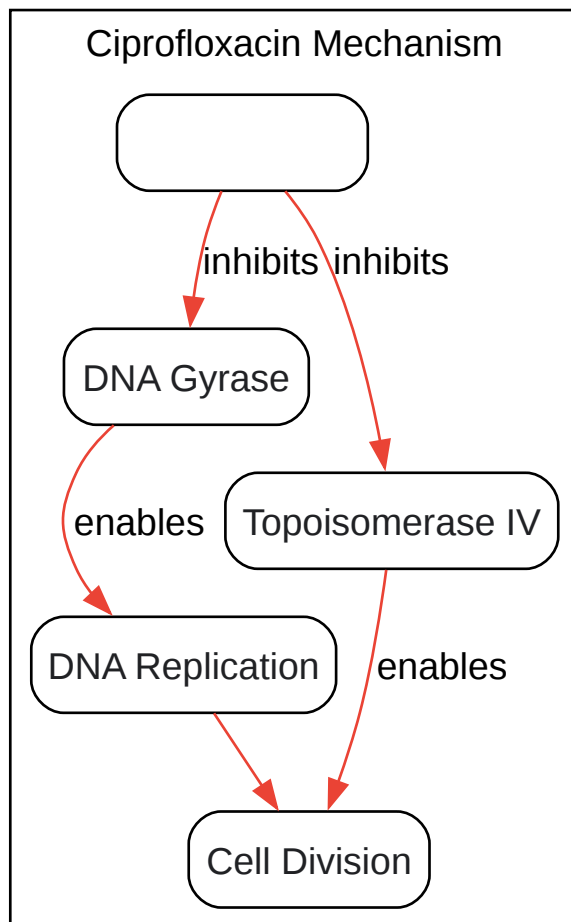 Ciprofloxacin Mechanism
inhibits
inhibits
DNA Gyrase
enables
Topoisomerase IV
DNA Replication
enables
Cell Division